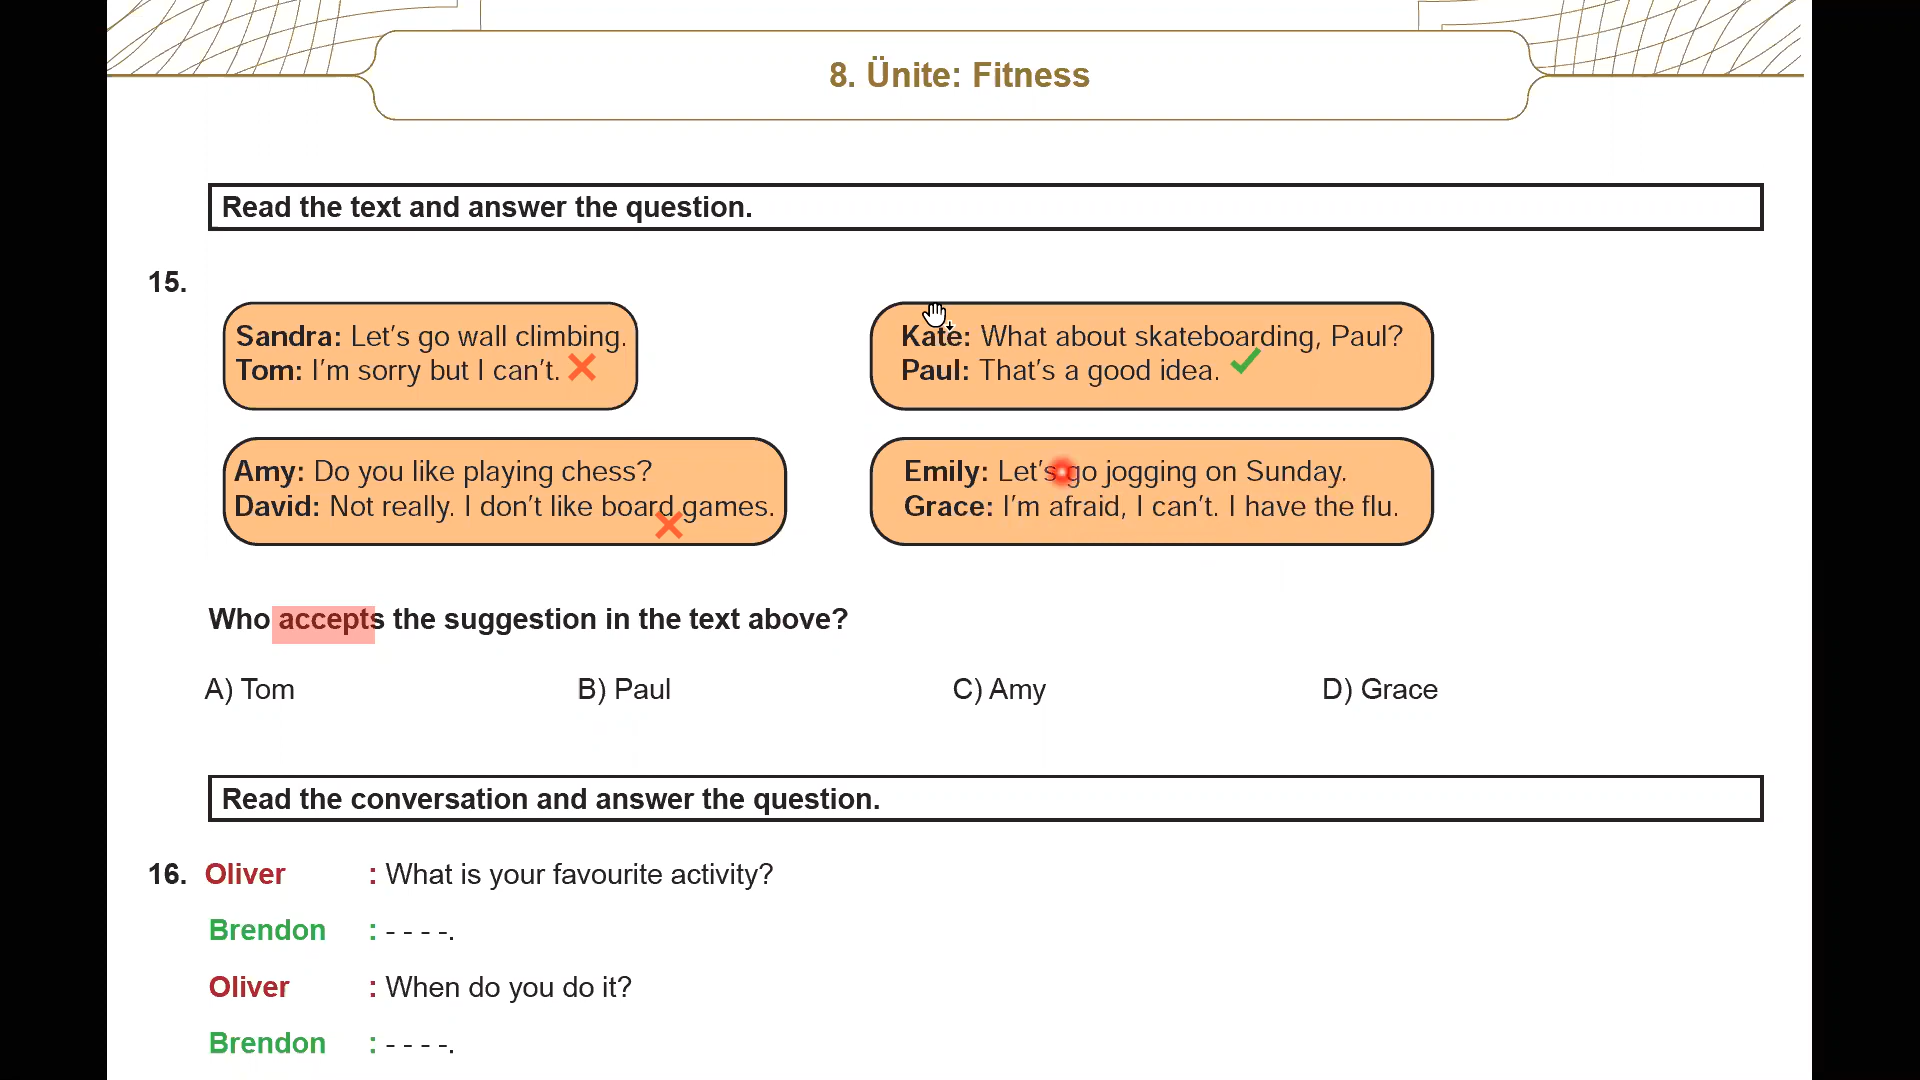 8. Ünite: Fitness
Read the text and answer the question.
15.
Sandra: Let's go wall climbing.
Tom: I'm sorry but I can't.
Kate: What about skateboarding, Paul?
Paul: That's a good idea.
Amy: Do you like playing chess?
David: Not really. I don't like board games.
Emily: Let's go jogging on Sunday.
Grace: I'm afraid, I can't. I have the flu.
Who accepts the suggestion in the text above?
A) Tom B) Paul C) Amy D) Grace
Read the conversation and answer the question.
16. Oliver : What is your favourite activity?
Brendon : - - - -.
Oliver : When do you do it?
Brendon : - - - -.